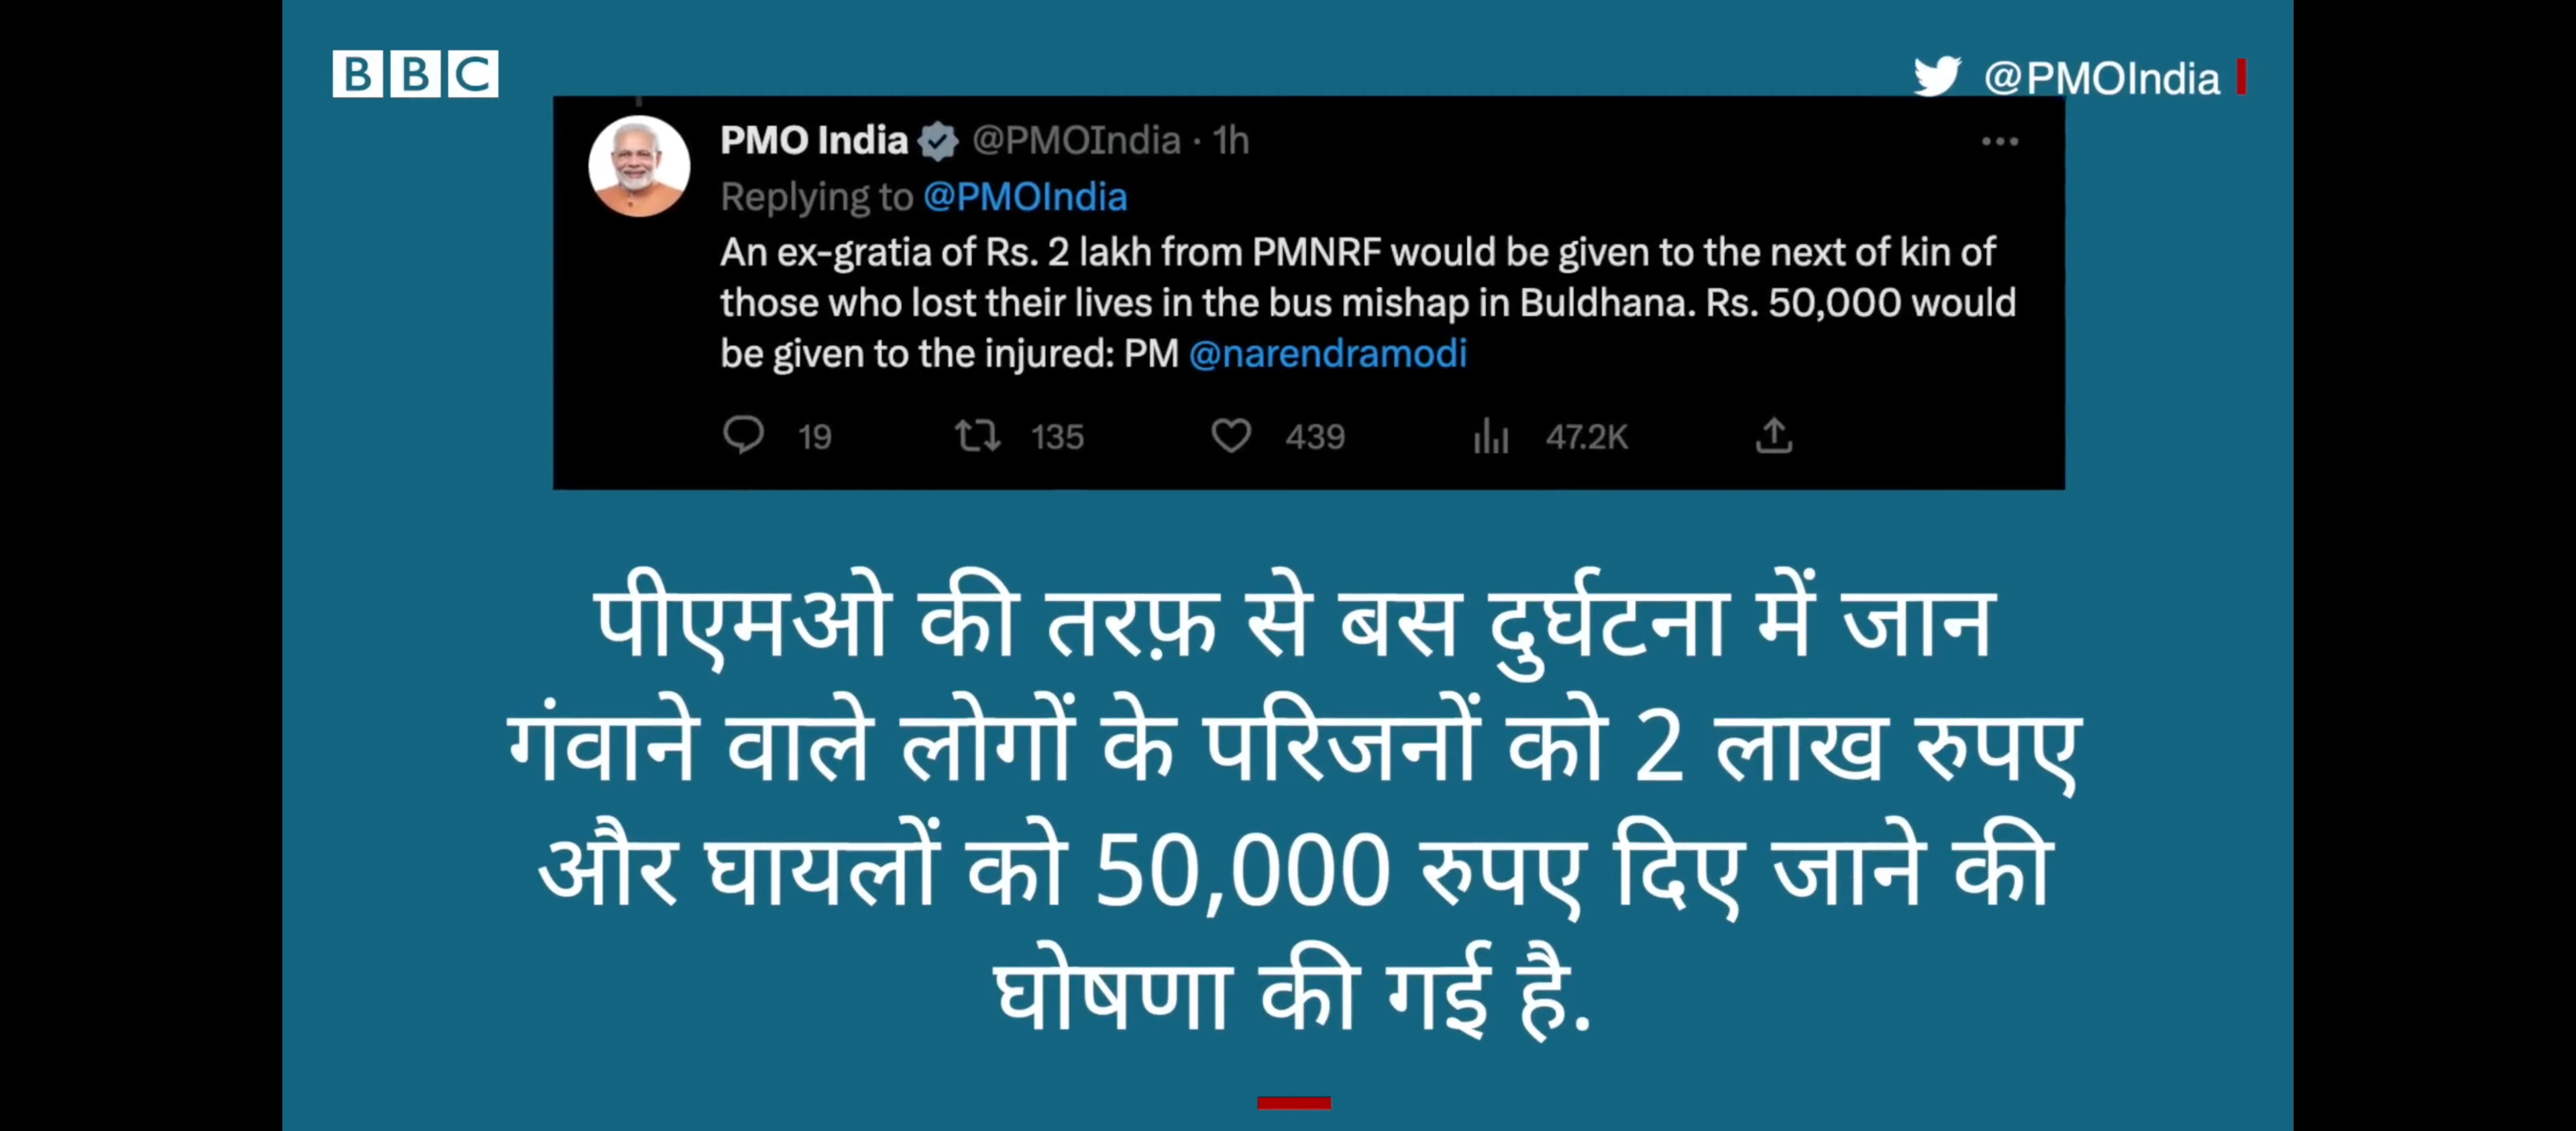 BBC
@PMOIndia
PMO India @PMOIndia · 1h
Replying to @PMOIndia
An ex-gratia of Rs. 2 lakh from PMNRF would be given to the next of kin of
those who lost their lives in the bus mishap in Buldhana. Rs. 50,000 would
be given to the injured: PM @narendramodi
19 135 439 47.2K
पीएमओ की तरफ़ से बस दुर्घटना में जान
गंवाने वाले लोगों के परिजनों को 2 लाख रुपए
और घायलों को 50,000 रुपए दिए जाने की
घोषणा की गई है.